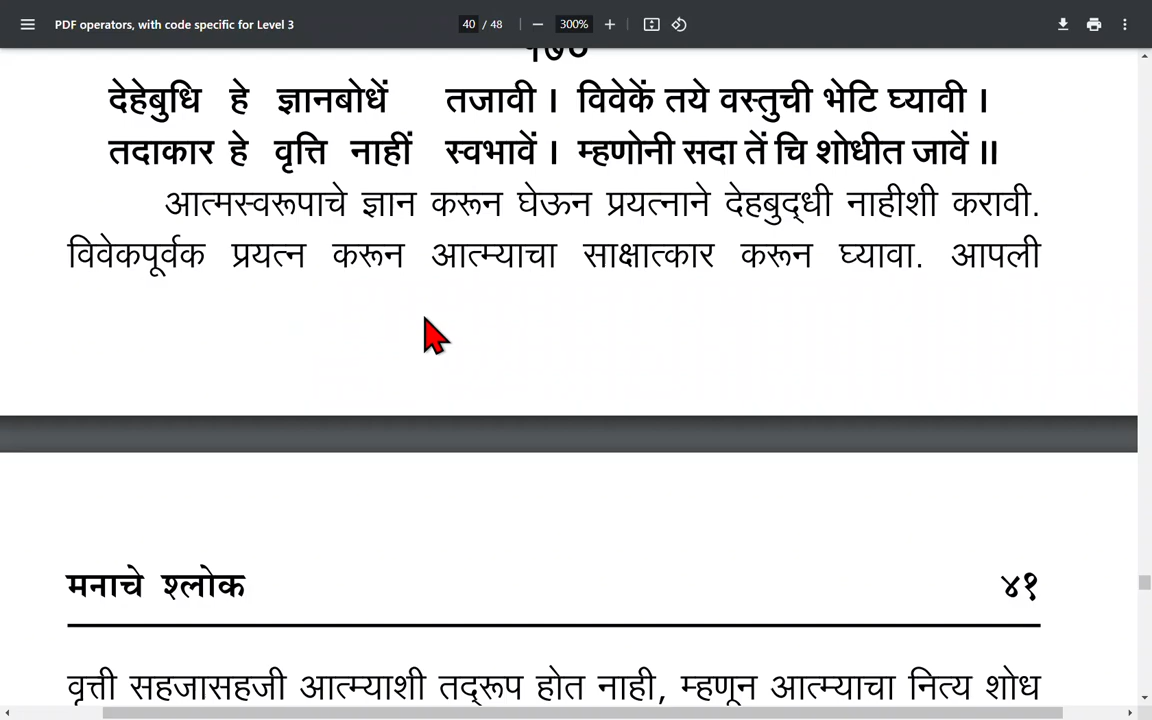 PDF operators, with code specific for Level 3 40 / 48 300%
१७०
देहेबुधि हे ज्ञानबोधें तजावी । विवेकें तये वस्तुची भेटि घ्यावी ।
तदाकार हे वृत्ति नाहीं स्वभावें । म्हणोनी सदा तें चि शोधीत जावें ॥
आत्मस्वरूपाचे ज्ञान करून घेऊन प्रयत्नाने देहबुद्धी नाहीशी करावी.
विवेकपूर्वक प्रयत्न करून आत्म्याचा साक्षात्कार करून घ्यावा. आपली
मनाचे श्लोक ४१
वृत्ती सहजासहजी आत्म्याशी तद्रूप होत नाही, म्हणून आत्म्याचा नित्य शोध